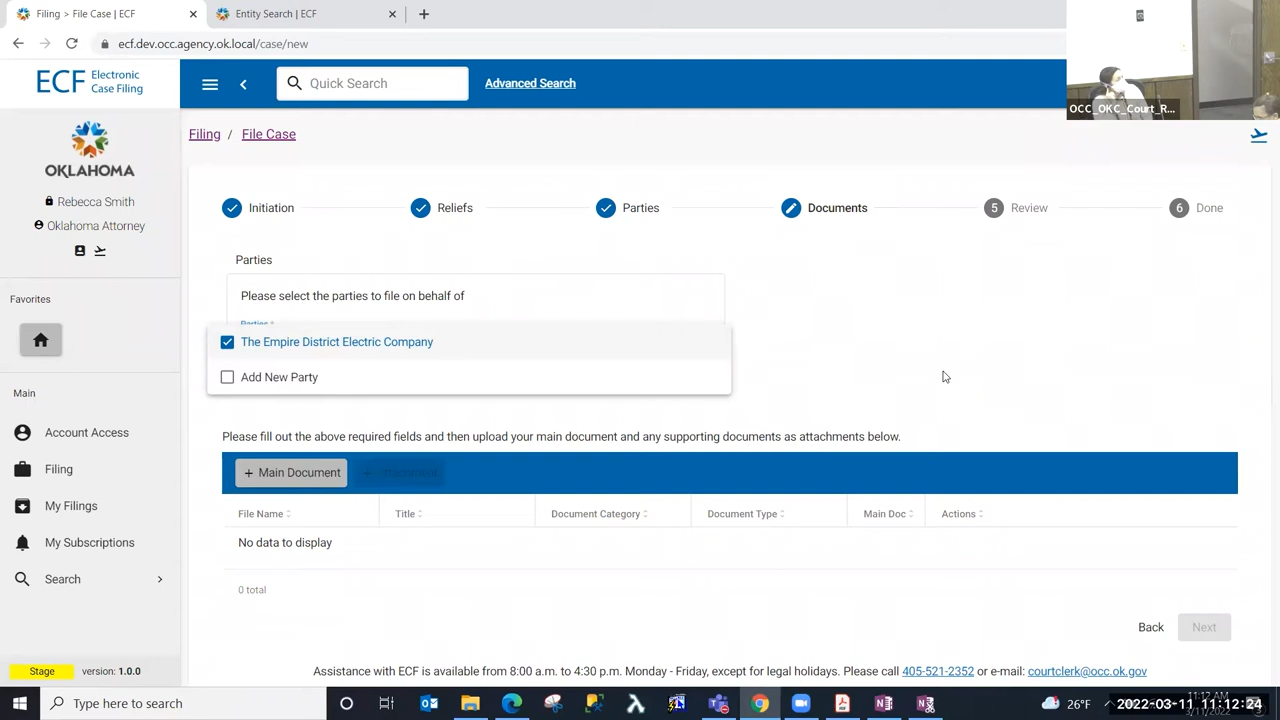 Filing > File Case | ECF
Entity Search | ECF
ecf.dev.occ.agency.ok.local/case/new
ECF Electronic
Case Filing
Quick Search
Advanced Search
OCC_OKC_Court_R...
OKLAHOMA
Rebecca Smith
Oklahoma Attorney
Favorites
Main
Account Access
Filing
My Filings
My Subscriptions
Search
Stage
version: 1.0.0
Filing / File Case
Initiation
Reliefs
Parties
Documents
5 Review
6 Done
Parties
Please select the parties to file on behalf of
Parties *
The Empire District Electric Company
Add New Party
Please fill out the above required fields and then upload your main document and any supporting documents as attachments below.
+ Main Document
+ Attachment
File Name
Title
Document Category
Document Type
Main Doc
Actions
No data to display
0 total
Back
Next
Assistance with ECF is available from 8:00 a.m. to 4:30 p.m. Monday - Friday, except for legal holidays. Please call 405-521-2352 or e-mail: courtclerk@occ.ok.gov
Type here to search
26°F
11:12 AM
2022-03-11 11:12:24
3/11/2022